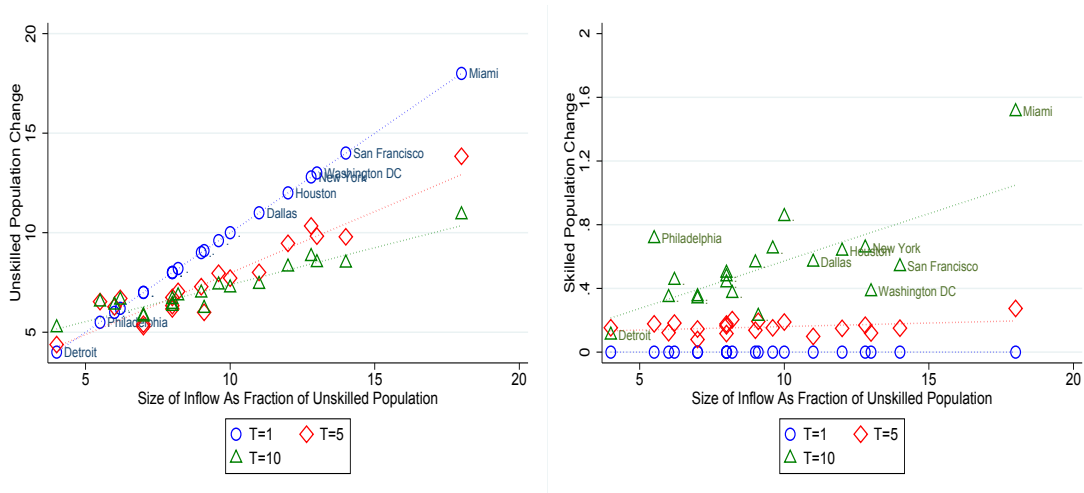 Unskilled Population Change
20
15
10
5
Miami
San Francisco
Washington DC
New York
Houston
Dallas
Philadelphia
Detroit
5 10 15 20
Size of Inflow As Fraction of Unskilled Population
T=1 T=5
T=10
Skilled Population Change
2
1.6
1.2
.8
.4
0
Miami
Philadelphia
Houston New York
Dallas
San Francisco
Washington DC
Detroit
5 10 15 20
Size of Inflow As Fraction of Unskilled Population
T=1 T=5
T=10